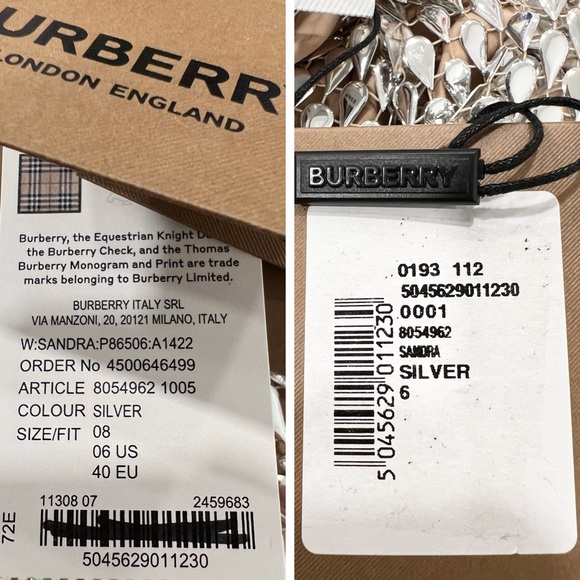 URBERRY
LONDON ENGLAND
Burberry, the Equestrian Knight
the Burberry Check, and the Thomas
Burberry Monogram and Print are trade
marks belonging to Burberry Limited.
BURBERRY ITALY SRL
VIA MANZONI, 20, 20121 MILANO, ITALY
W:SANDRA:P86506:A1422
ORDER No 4500646499
ARTICLE 8054962 1005
COLOUR SILVER
SIZE/FIT 08
06 US
40 EU
72E
11308 07 2459683
5045629011230
BURBERRY
0193 112
5045629011230
0001
8054962
SANDRA
SILVER
6
5 045629 011230